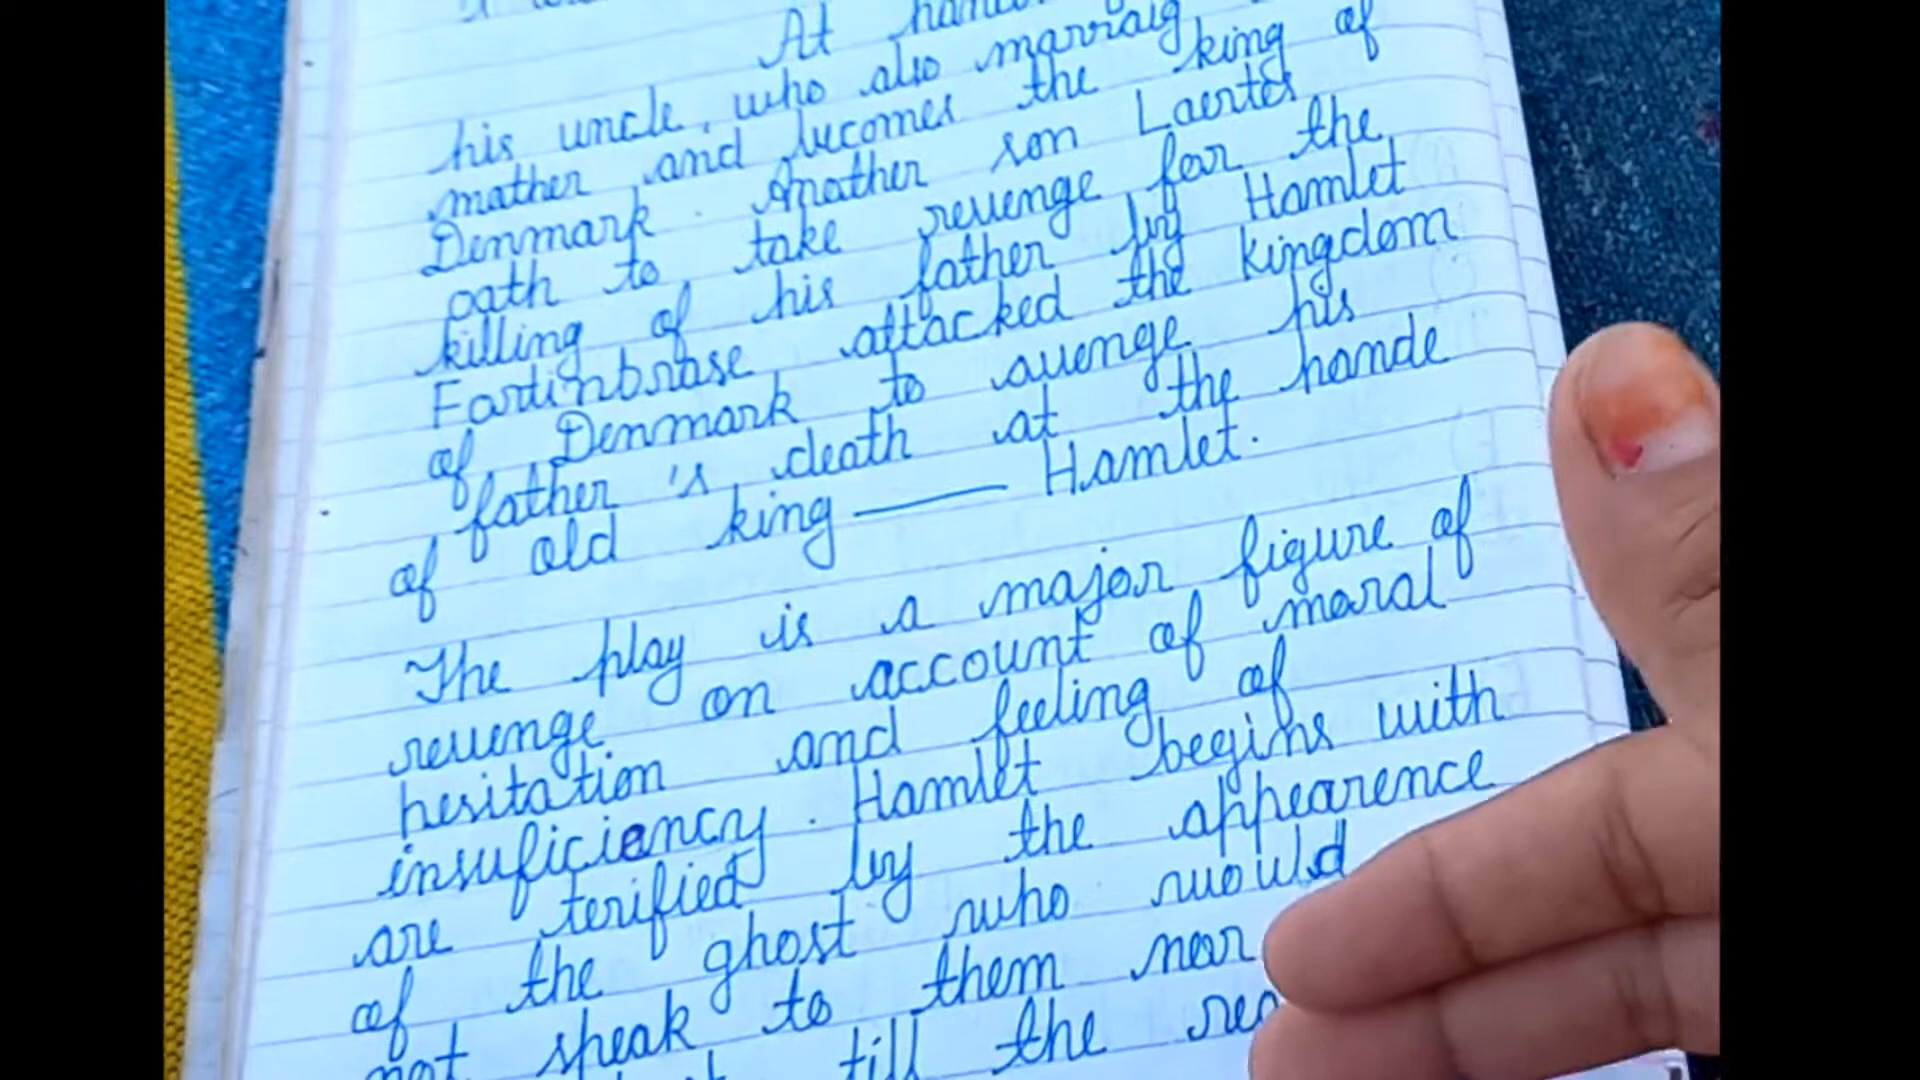 At
his uncle, who also marraig
mather and becomes the king of
Denmark. Another son Laertes
oath to take revenge for the
killing of his father by Hamlet
Fortinbrase attacked the kingdom
of Denmark to avenge his
father's death at the hande
of old king — Hamlet.
The play is a major figure of
revenge on account of moral
hesitation and feeling of
insuficiency. Hamlet begins with
are terified by the appearence
of the ghost who would
not speak to them nor
till the